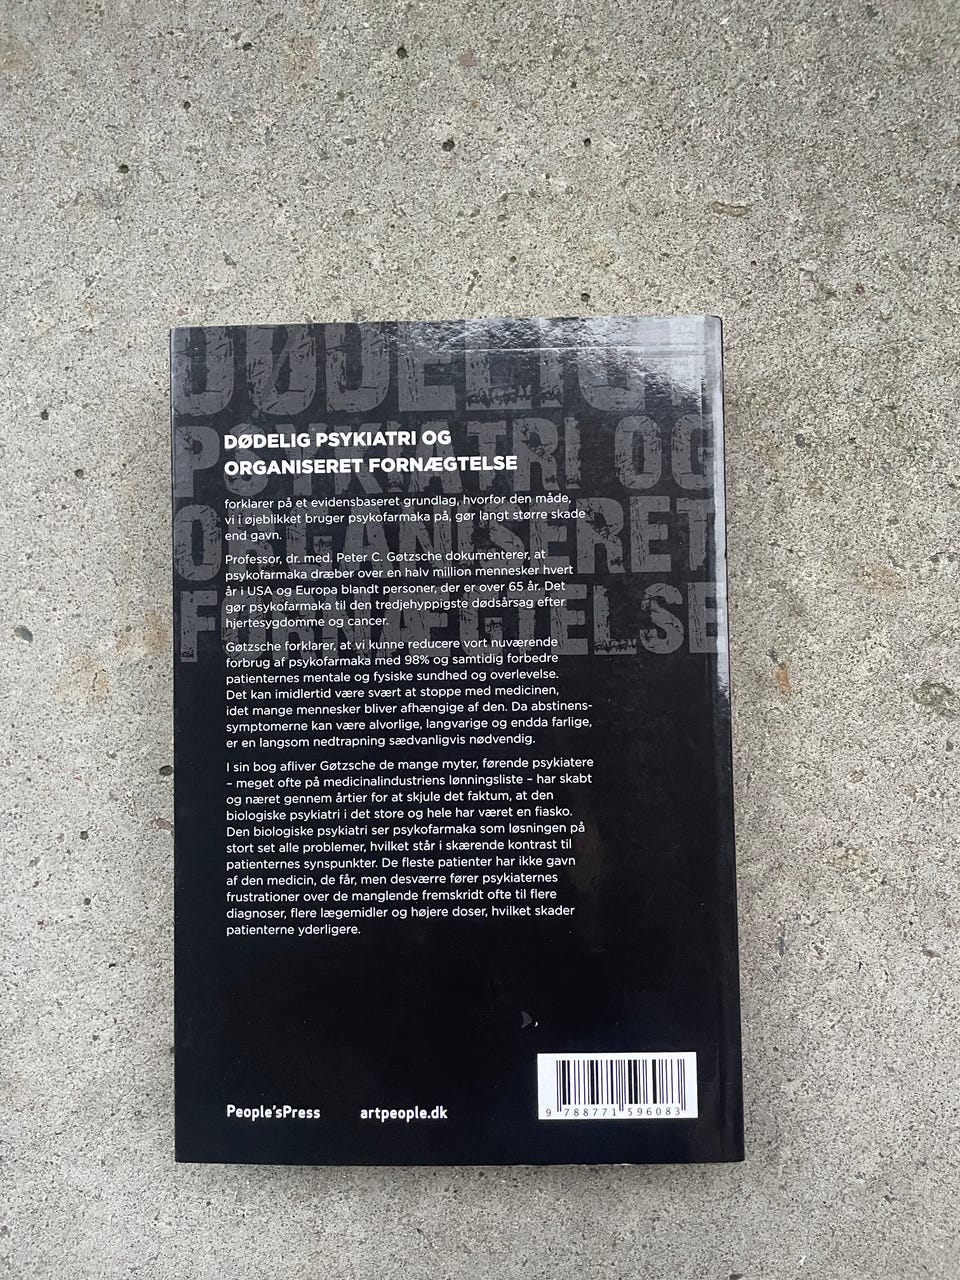 DØDELIG
PSYKIATRI OG
ORGANISERET
FORNÆGTELSE
DØDELIG PSYKIATRI OG
ORGANISERET FORNÆGTELSE
forklarer på et evidensbaseret grundlag, hvorfor den måde,
vi i øjeblikket bruger psykofarmaka på, gør langt større skade
end gavn.
Professor, dr. med. Peter C. Gøtzsche dokumenterer, at
psykofarmaka dræber over en halv million mennesker hvert
år i USA og Europa blandt personer, der er over 65 år. Det
gør psykofarmaka til den tredjehyppigste dødsårsag efter
hjertesygdomme og cancer.
Gøtzsche forklarer, at vi kunne reducere vort nuværende
forbrug af psykofarmaka med 98% og samtidig forbedre
patienternes mentale og fysiske sundhed og overlevelse.
Det kan imidlertid være svært at stoppe med medicinen,
idet mange mennesker bliver afhængige af den. Da abstinens-
symptomerne kan være alvorlige, langvarige og endda farlige,
er en langsom nedtrapning sædvanligvis nødvendig.
I sin bog afliver Gøtzsche de mange myter, førende psykiatere
– meget ofte på medicinalindustriens lønningsliste – har skabt
og næret gennem årtier for at skjule det faktum, at den
biologiske psykiatri i det store og hele har været en fiasko.
Den biologiske psykiatri ser psykofarmaka som løsningen på
stort set alle problemer, hvilket står i skærende kontrast til
patienternes synspunkter. De fleste patienter har ikke gavn
af den medicin, de får, men desværre fører psykiaternes
frustrationer over de manglende fremskridt ofte til flere
diagnoser, flere lægemidler og højere doser, hvilket skader
patienterne yderligere.
People'sPress artpeople.dk
9 788771 596083